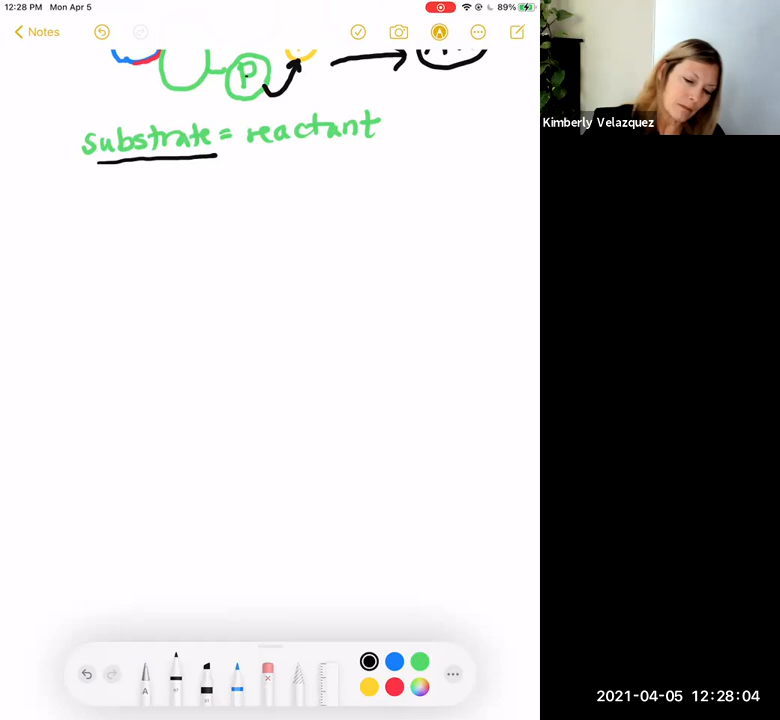 12:28 PM Mon Apr 5
89%
Notes
P
substrate = reactant
Kimberly Velazquez
A
2021-04-05 12:28:04